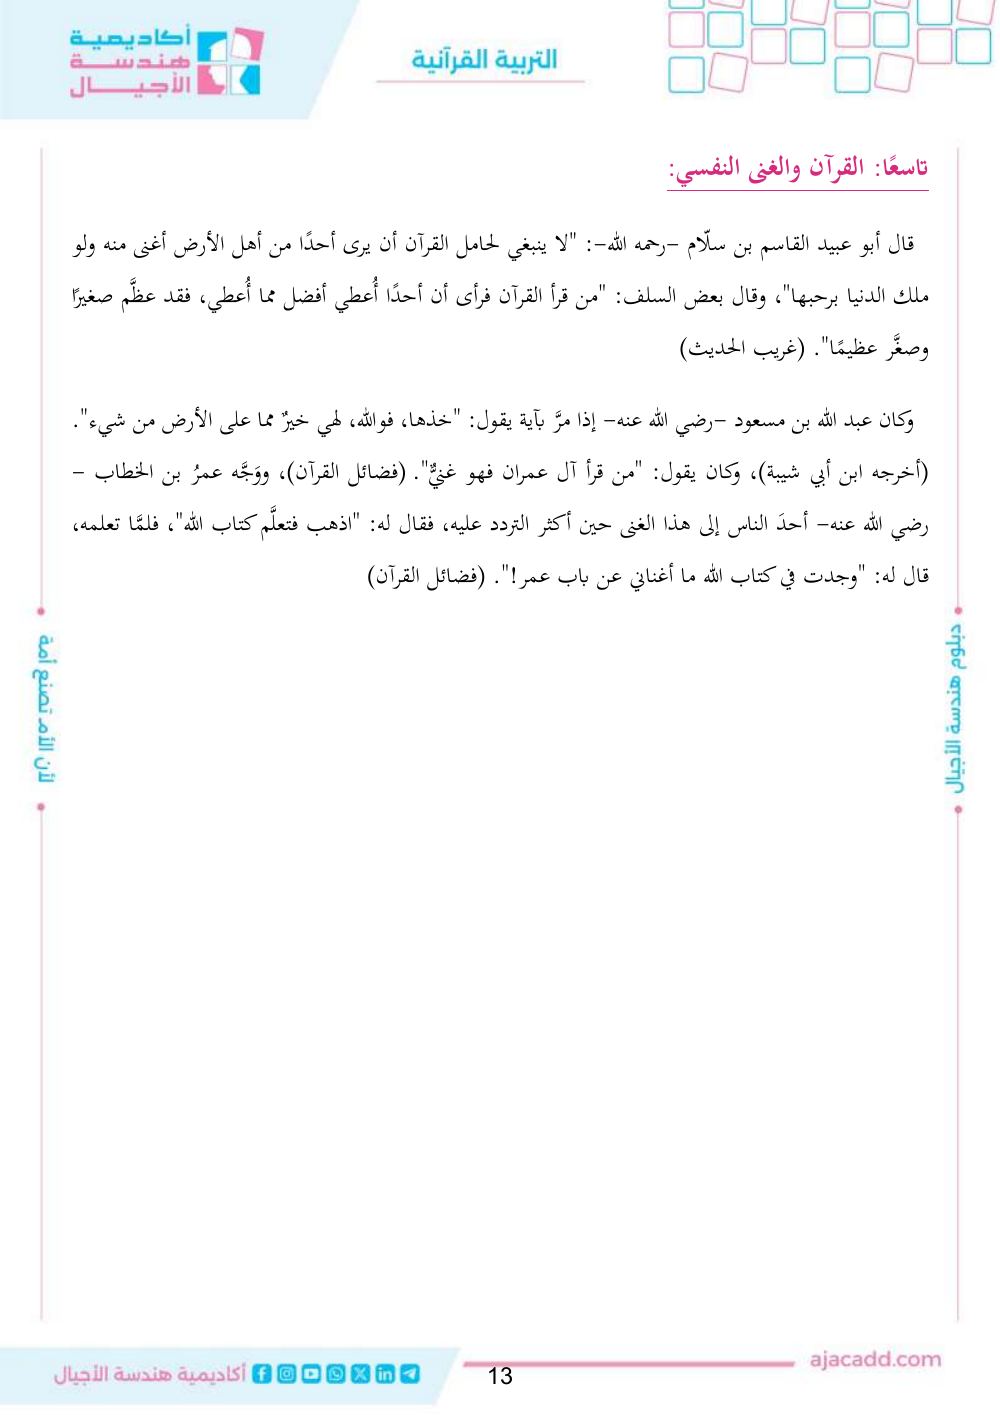 أكاديمية
هندسة
الأجيال
التربية القرآنية
تاسعًا: القرآن والغنى النفسي:
قال أبو عبيد القاسم بن سلّام –رحمه الله–: "لا ينبغي لحامل القرآن أن يرى أحدًا من أهل الأرض أغنى منه ولو
ملك الدنيا برحبها"، وقال بعض السلف: "من قرأ القرآن فرأى أن أحدًا أُعطي أفضل مما أُعطي، فقد عظَّم صغيرًا
وصغَّر عظيمًا". (غريب الحديث)
وكان عبد الله بن مسعود –رضي الله عنه– إذا مرَّ بآية يقول: "خذها، فوالله، لهي خيرٌ مما على الأرض من شيء".
(أخرجه ابن أبي شيبة)، وكان يقول: "من قرأ آل عمران فهو غنيٌّ". (فضائل القرآن)، ووَجَّه عمرُ بن الخطاب –
رضي الله عنه– أحدَ الناس إلى هذا الغنى حين أكثر التردد عليه، فقال له: "اذهب فتعلَّم كتاب الله"، فلمَّا تعلمه،
قال له: "وجدت في كتاب الله ما أغناني عن باب عمر!". (فضائل القرآن)
دبلوم هندسة الأجيال
لأن الأم تصنع أمة
أكاديمية هندسة الأجيال
13
ajacadd.com